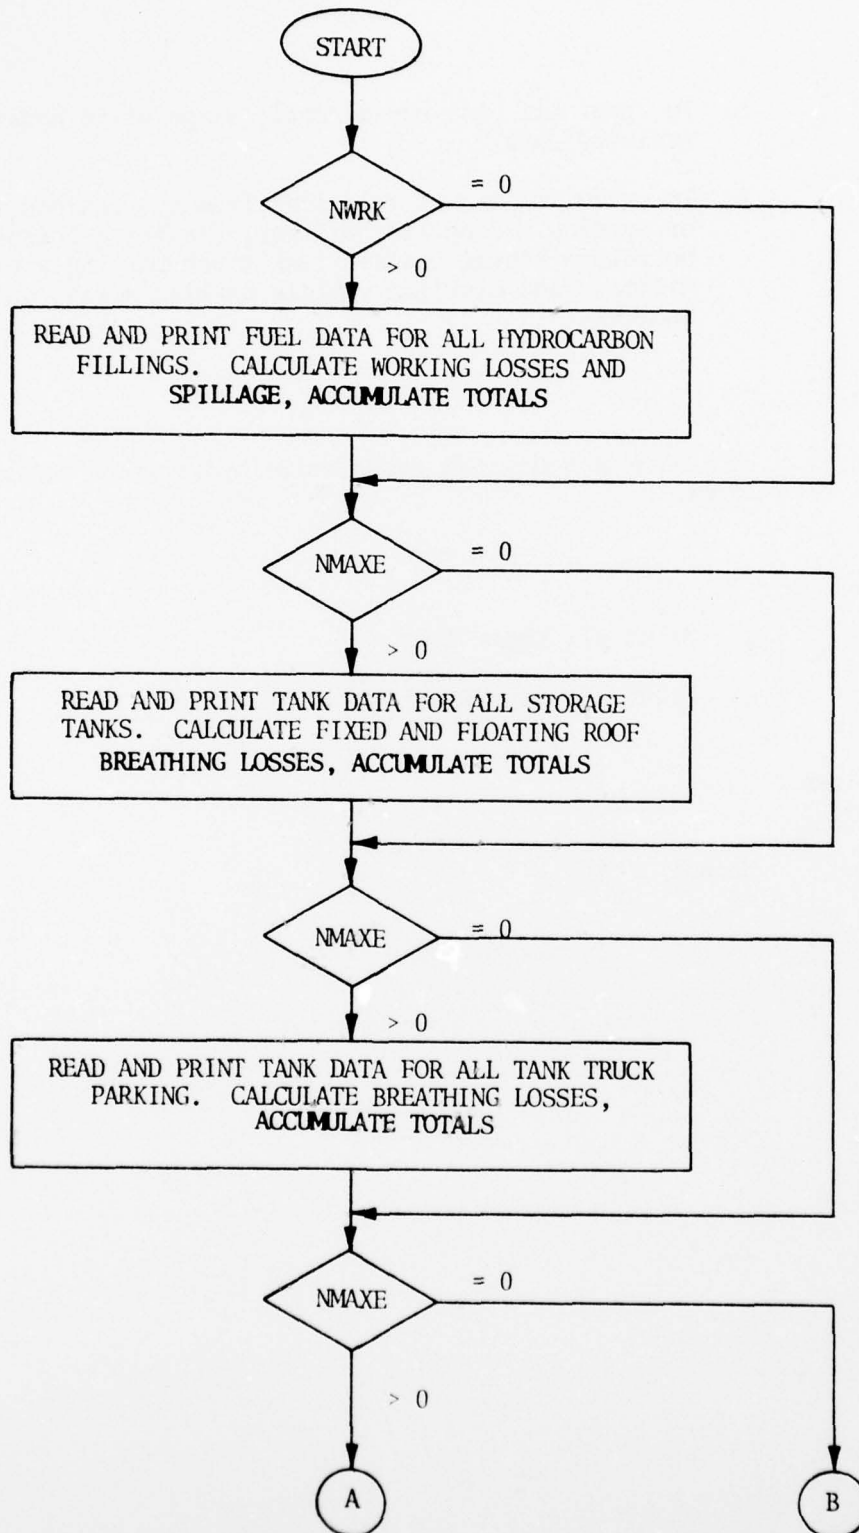 START
NWRK
= 0
> 0
READ AND PRINT FUEL DATA FOR ALL HYDROCARBON
FILLINGS. CALCULATE WORKING LOSSES AND
SPILLAGE, ACCUMULATE TOTALS
NMAXE
= 0
> 0
READ AND PRINT TANK DATA FOR ALL STORAGE
TANKS. CALCULATE FIXED AND FLOATING ROOF
BREATHING LOSSES, ACCUMULATE TOTALS
NMAXE
= 0
> 0
READ AND PRINT TANK DATA FOR ALL TANK TRUCK
PARKING. CALCULATE BREATHING LOSSES,
ACCUMULATE TOTALS
NMAXE
= 0
> 0
A
B